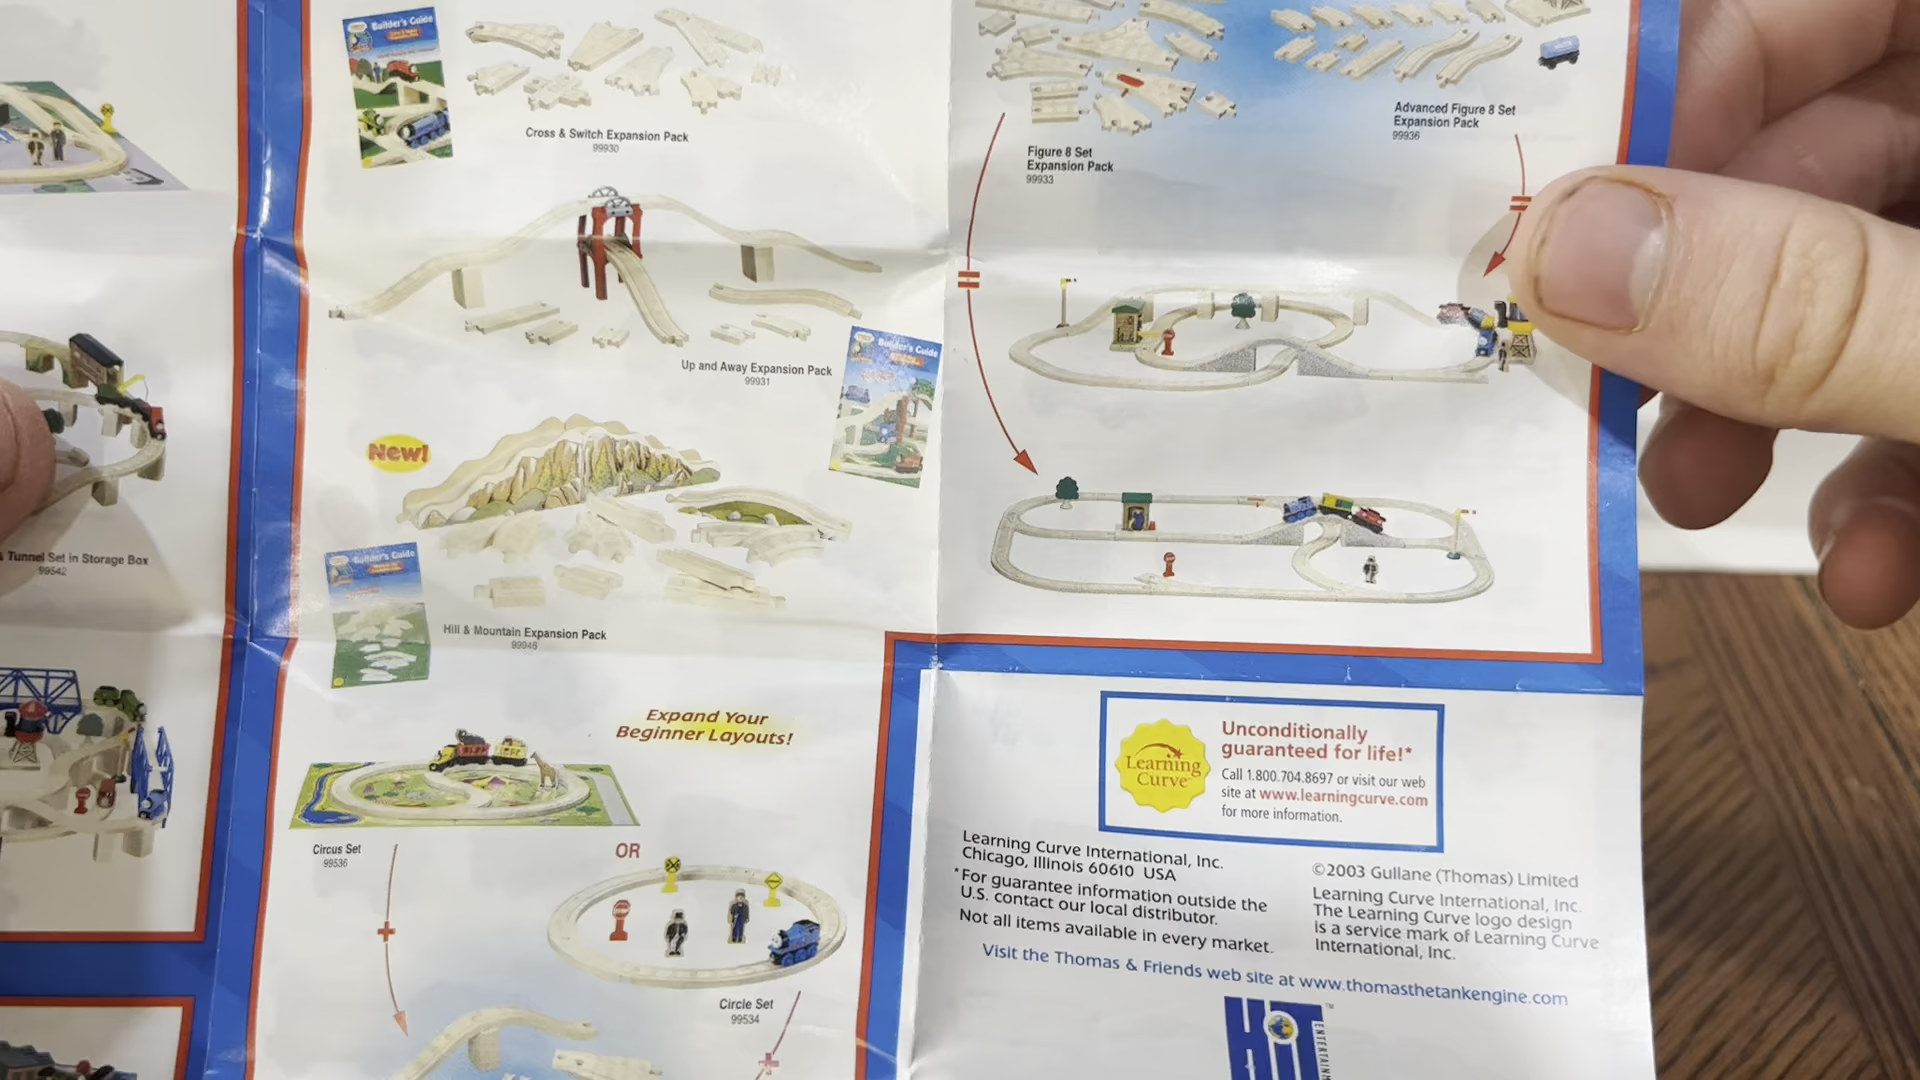 Builder's Guide
Cross & Switch Expansion Pack
99930
Up and Away Expansion Pack
99931
Builder's Guide
New!
Builder's Guide
Hill & Mountain Expansion Pack
99946
Tunnel Set in Storage Box
99542
Expand Your
Beginner Layouts!
Circus Set
99536
OR
Circle Set
99534
Figure 8 Set
Expansion Pack
99933
Advanced Figure 8 Set
Expansion Pack
99936
Learning
Curve
Unconditionally
guaranteed for life!*
Call 1.800.704.8697 or visit our web
site at www.learningcurve.com
for more information.
Learning Curve International, Inc.
Chicago, Illinois 60610 USA
*For guarantee information outside the
U.S. contact our local distributor.
Not all items available in every market.
©2003 Gullane (Thomas) Limited
Learning Curve International, Inc.
The Learning Curve logo design
is a service mark of Learning Curve
International, Inc.
Visit the Thomas & Friends web site at www.thomasthetankengine.com
HiT